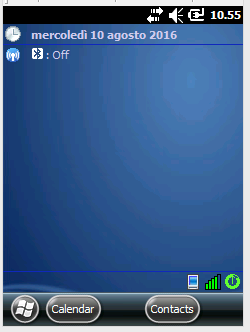 10.55
mercoledì 10 agosto 2016
: Off
Calendar
Contacts